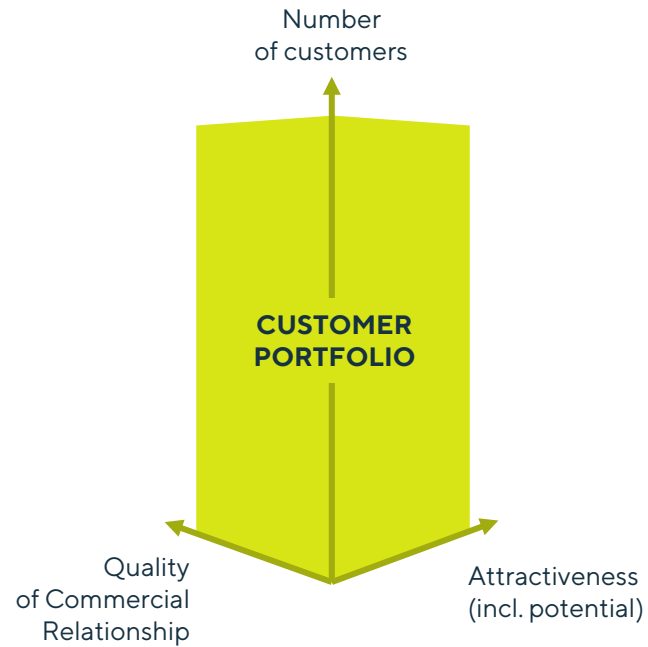 Number
of customers
CUSTOMER
PORTFOLIO
Quality
of Commercial
Relationship
Attractiveness
(incl. potential)